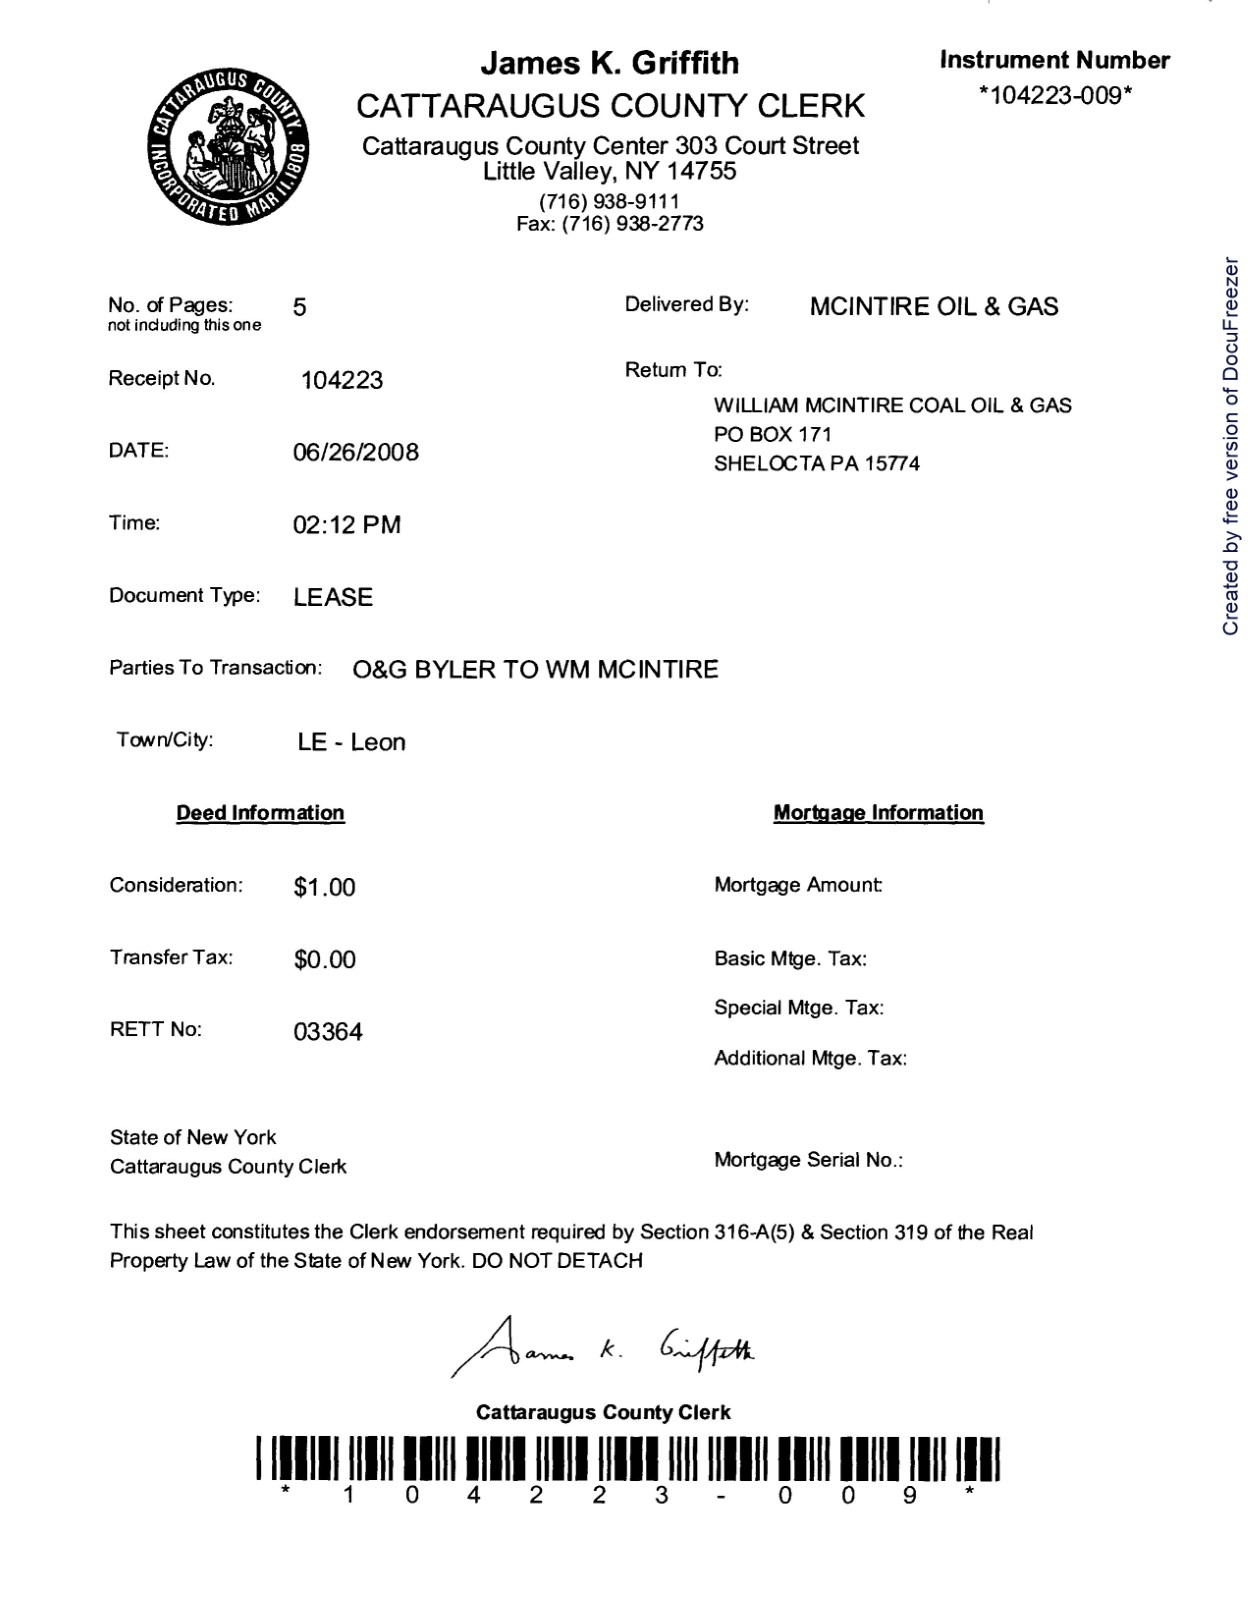 James K. Griffith
CATTARAUGUS COUNTY CLERK
Cattaraugus County Center 303 Court Street
Little Valley, NY 14755
(716) 938-9111
Fax: (716) 938-2773
Instrument Number
*104223-009*
CATTARAUGUS COUNTY.
INCORPORATED MAR 11.1808
No. of Pages: 5
not including this one
Delivered By: MCINTIRE OIL & GAS
Receipt No. 104223
Return To:
WILLIAM MCINTIRE COAL OIL & GAS
PO BOX 171
SHELOCTA PA 15774
DATE: 06/26/2008
Time: 02:12 PM
Document Type: LEASE
Parties To Transaction: O&G BYLER TO WM MCINTIRE
Town/City: LE - Leon
Deed Information
Consideration: $1.00
Transfer Tax: $0.00
RETT No: 03364
Mortgage Information
Mortgage Amount:
Basic Mtge. Tax:
Special Mtge. Tax:
Additional Mtge. Tax:
Mortgage Serial No.:
State of New York
Cattaraugus County Clerk
This sheet constitutes the Clerk endorsement required by Section 316-A(5) & Section 319 of the Real
Property Law of the State of New York. DO NOT DETACH
James K. Griffith
Cattaraugus County Clerk
* 1 0 4 2 2 3 - 0 0 9 *
Created by free version of DocuFreezer